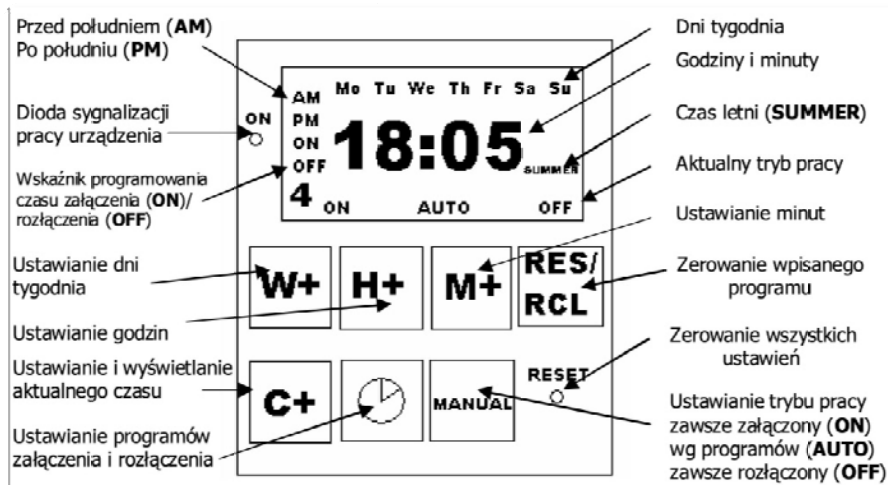 Przed południem (AM)
Po południu (PM)
Dioda sygnalizacji
pracy urządzenia
Wskaźnik programowania
czasu załączenia (ON)/
rozłączenia (OFF)
Ustawianie dni
tygodnia
Ustawianie godzin
Ustawianie i wyświetlanie
aktualnego czasu
Ustawianie programów
załączenia i rozłączenia
ON
AM
PM
ON
OFF
4
Mo Tu We Th Fr Sa Su
18:05
SUMMER
ON AUTO OFF
W+
H+
M+
RES/
RCL
C+
MANUAL
RESET
Dni tygodnia
Godziny i minuty
Czas letni (SUMMER)
Aktualny tryb pracy
Ustawianie minut
Zerowanie wpisanego
programu
Zerowanie wszystkich
ustawień
Ustawianie trybu pracy
zawsze załączony (ON)
wg programów (AUTO)
zawsze rozłączony (OFF)